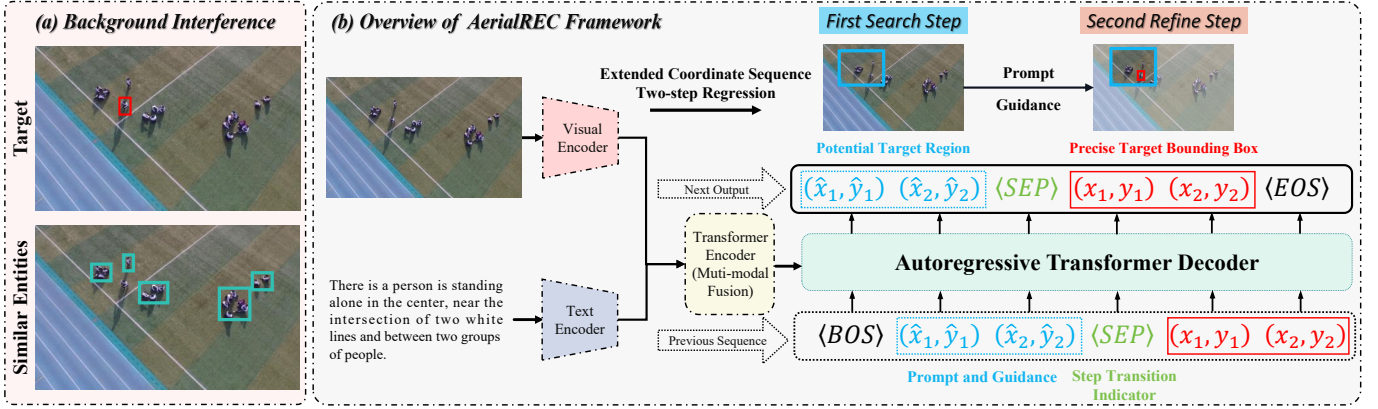 (a) Background Interference
Target
Similar Entities
(b) Overview of AerialREC Framework
Visual
Encoder
There is a person is standing
alone in the center, near the
intersection of two white
lines and between two groups
of people.
Text
Encoder
Extended Coordinate Sequence
Two-step Regression
First Search Step
Second Refine Step
Prompt
Guidance
Potential Target Region
Precise Target Bounding Box
Next Output
(x̂₁, ŷ₁) (x̂₂, ŷ₂) ⟨SEP⟩ (x₁, y₁) (x₂, y₂) ⟨EOS⟩
Transformer
Encoder
(Muti-modal
Fusion)
Autoregressive Transformer Decoder
Previous Sequence
⟨BOS⟩ (x̂₁, ŷ₁) (x̂₂, ŷ₂) ⟨SEP⟩ (x₁, y₁) (x₂, y₂)
Prompt and Guidance
Step Transition
Indicator